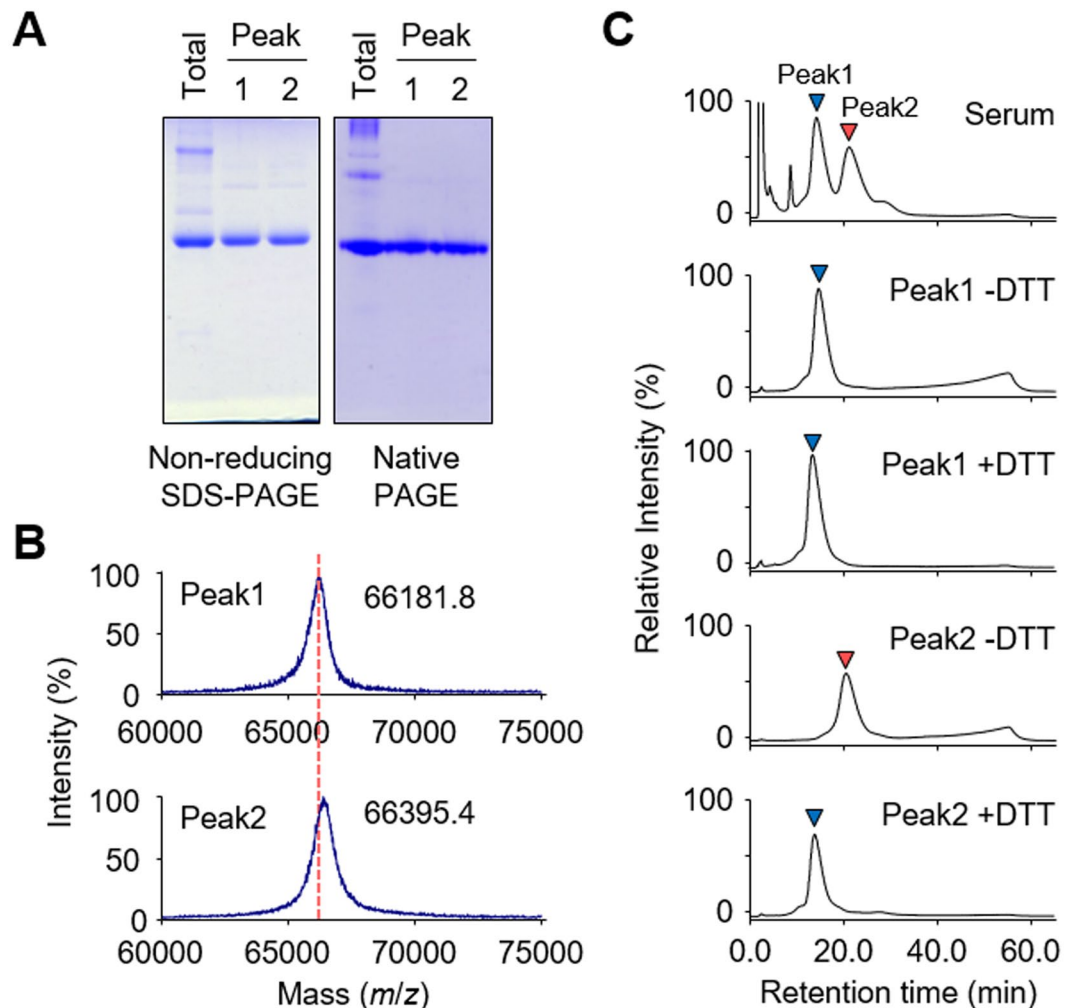 A
Total
Peak
1 2
Total
Peak
1 2
Non-reducing
SDS-PAGE
Native
PAGE
B
Intensity (%)
100
50
0
Peak1
66181.8
60000 65000 70000 75000
100
50
0
Peak2
66395.4
60000 65000 70000 75000
Mass (m/z)
C
Relative Intensity (%)
Peak1
Peak2
Serum
100
0
Peak1 -DTT
100
0
Peak1 +DTT
100
0
Peak2 -DTT
100
0
Peak2 +DTT
100
0
0.0 20.0 40.0 60.0
Retention time (min)